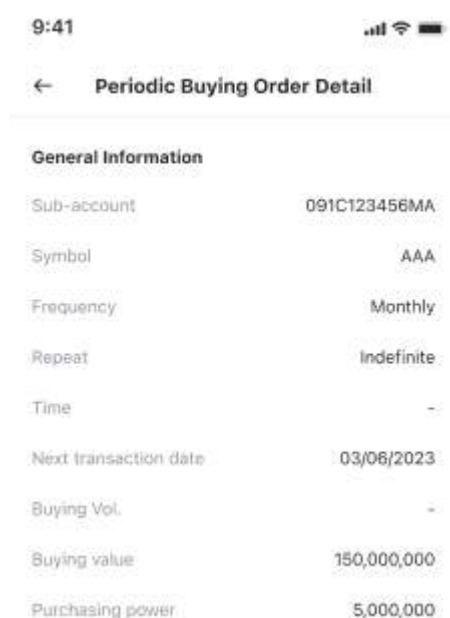 9:41
Periodic Buying Order Detail
General Information
Sub-account 091C123456MA
Symbol AAA
Frequency Monthly
Repeat Indefinite
Time -
Next transaction date 03/06/2023
Buying Vol. -
Buying value 150,000,000
Purchasing power 5,000,000